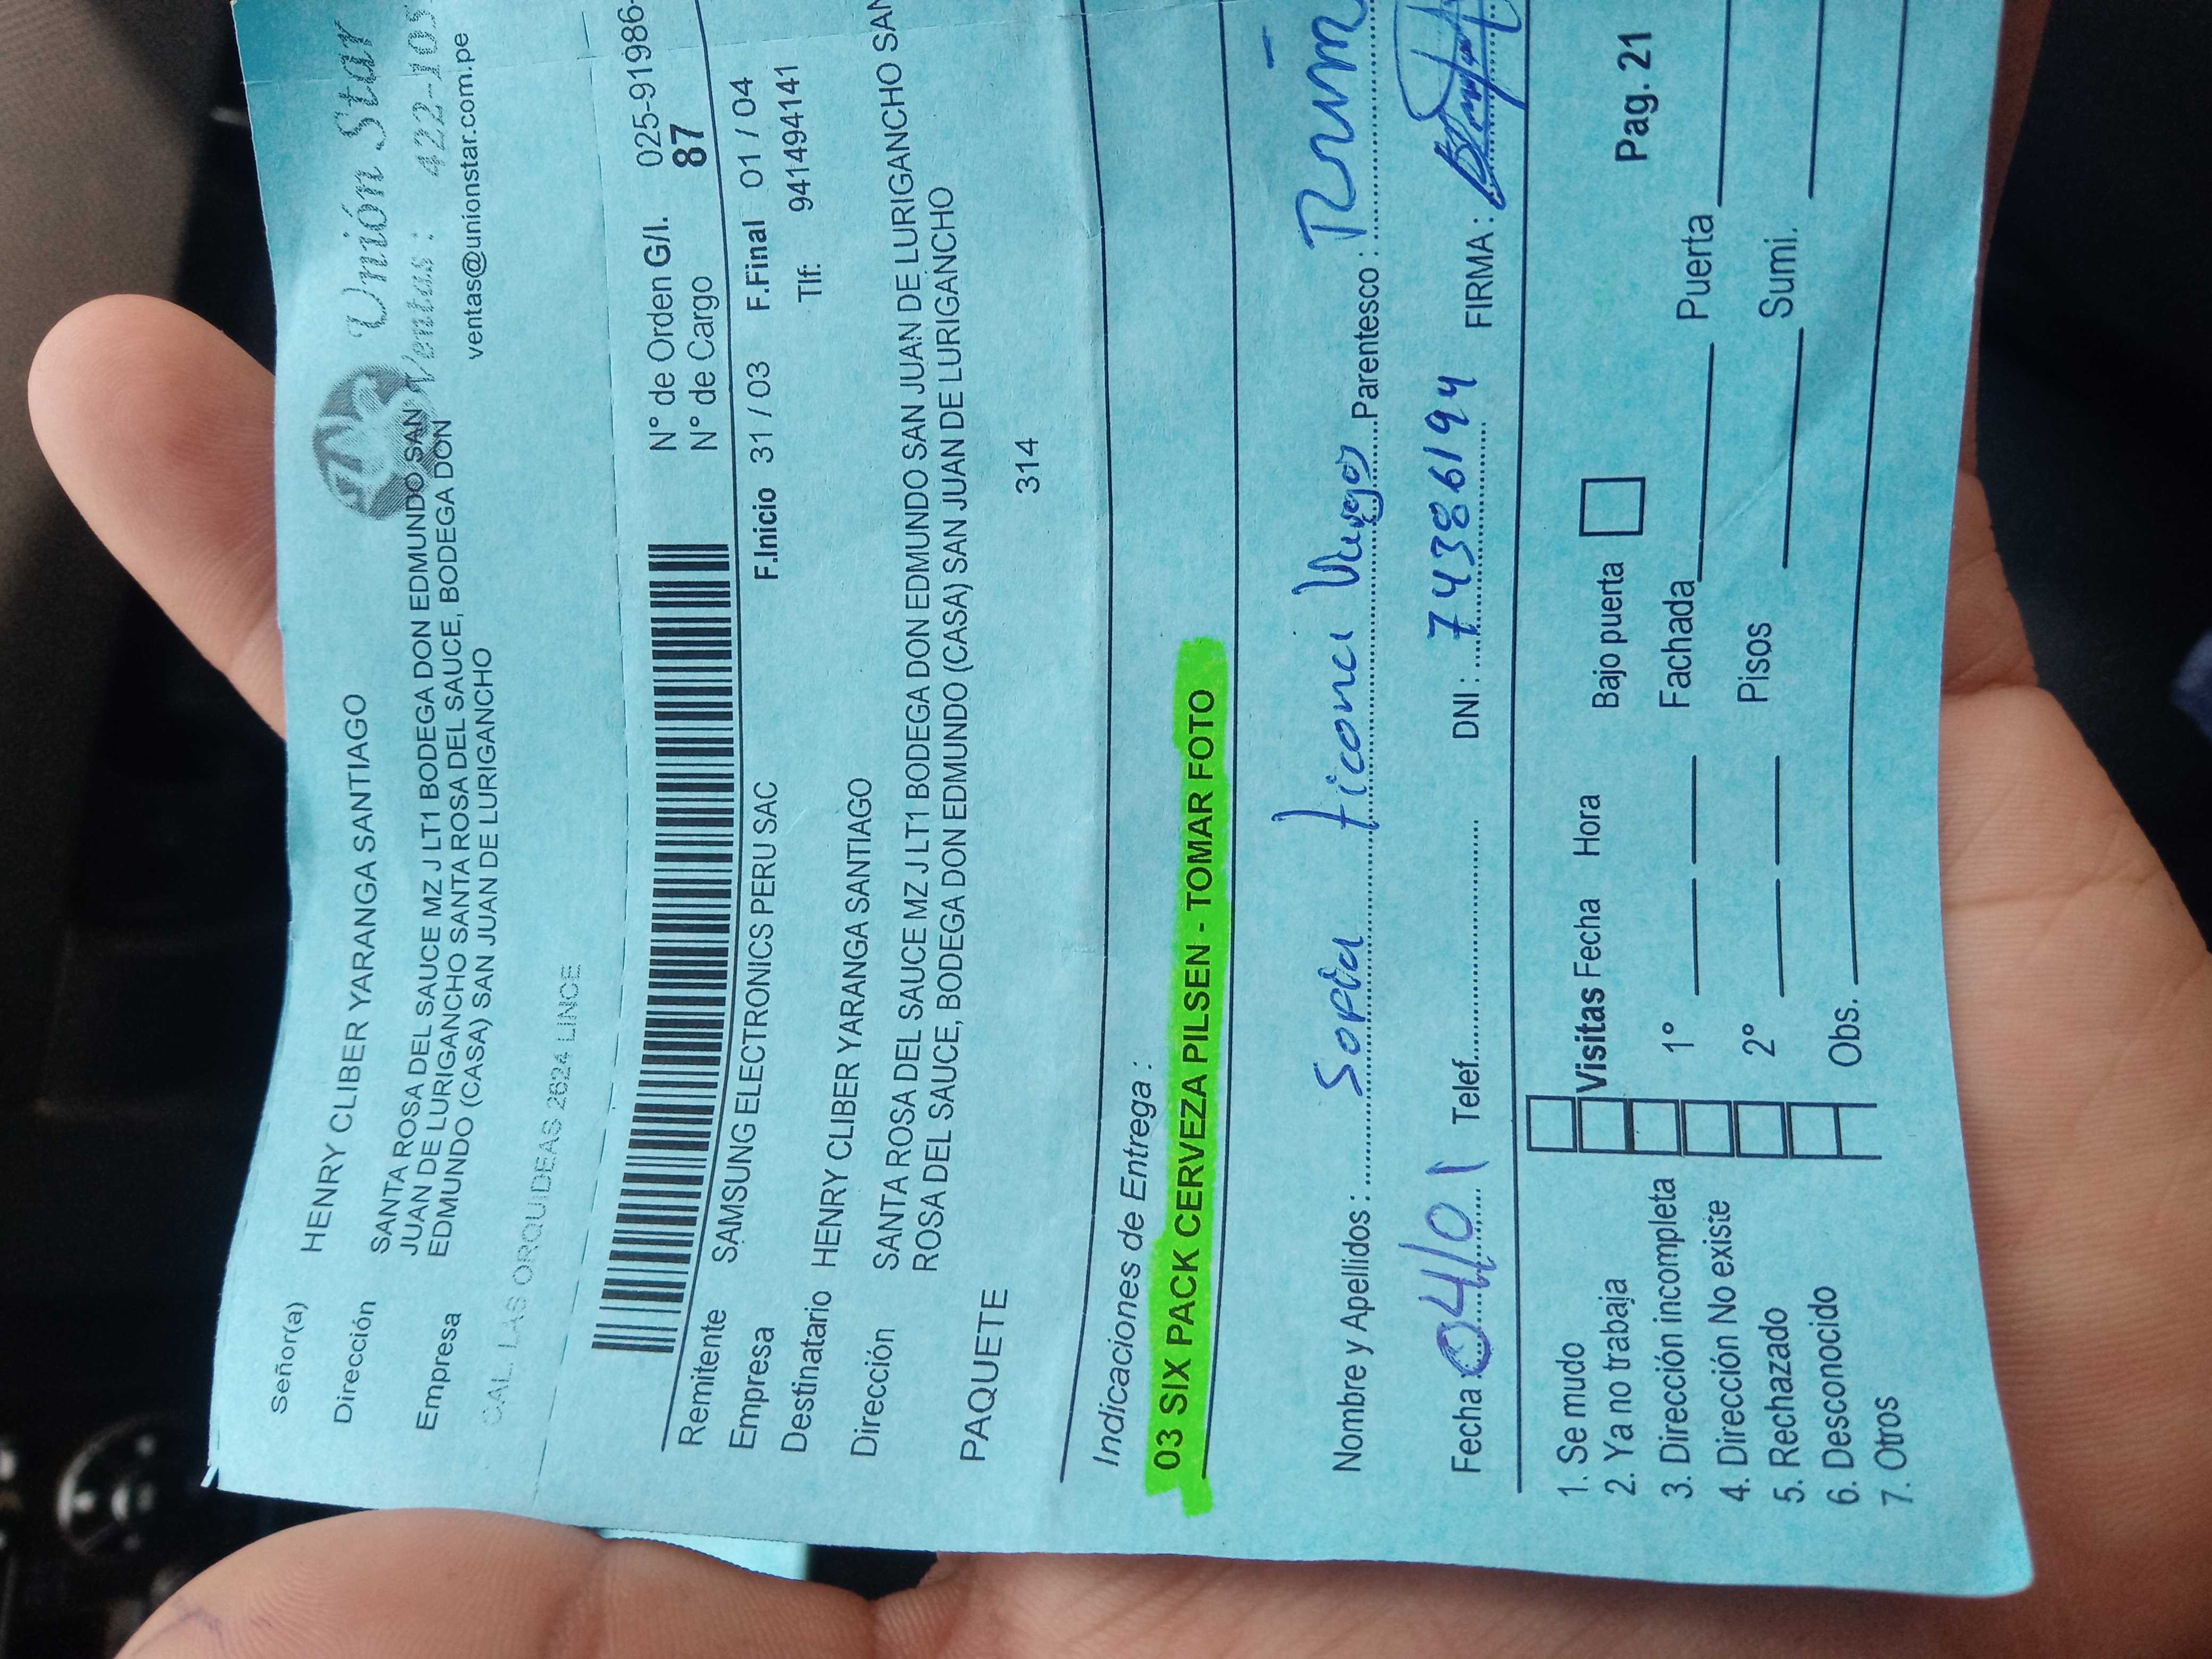 Señor(a) HENRY CLIBER YARANGA SANTIAGO
Unión Star
Ventas : 422-105
ventas@unionstar.com.pe
Dirección SANTA ROSA DEL SAUCE MZ J LT1 BODEGA DON EDMUNDO SAN
JUAN DE LURIGANCHO SANTA ROSA DEL SAUCE, BODEGA DON
Empresa EDMUNDO (CASA) SAN JUAN DE LURIGANCHO
CAL. LAS ORQUIDEAS 2624 LINCE
N° de Orden G/I. 025-91986-
N° de Cargo 87
Remitente
Empresa SAMSUNG ELECTRONICS PERU SAC
F.Inicio 31 / 03 F.Final 01 / 04
Destinatario HENRY CLIBER YARANGA SANTIAGO
Tlf: 941494141
Dirección SANTA ROSA DEL SAUCE MZ J LT1 BODEGA DON EDMUNDO SAN JUAN DE LURIGANCHO SAN
ROSA DEL SAUCE, BODEGA DON EDMUNDO (CASA) SAN JUAN DE LURIGANCHO
PAQUETE 314
Indicaciones de Entrega :
03 SIX PACK CERVEZA PILSEN - TOMAR FOTO
Nombre y Apellidos : Sofia Ticona Parentesco :
Fecha 04/01 Telef. DNI : 74386194 FIRMA :
1. Se mudo
2. Ya no trabaja
3. Dirección incompleta
4. Dirección No existe
5. Rechazado
6. Desconocido
7. Otros
Visitas Fecha Hora Bajo puerta Pag. 21
1° Fachada Puerta
2° Pisos Sumi.
Obs.